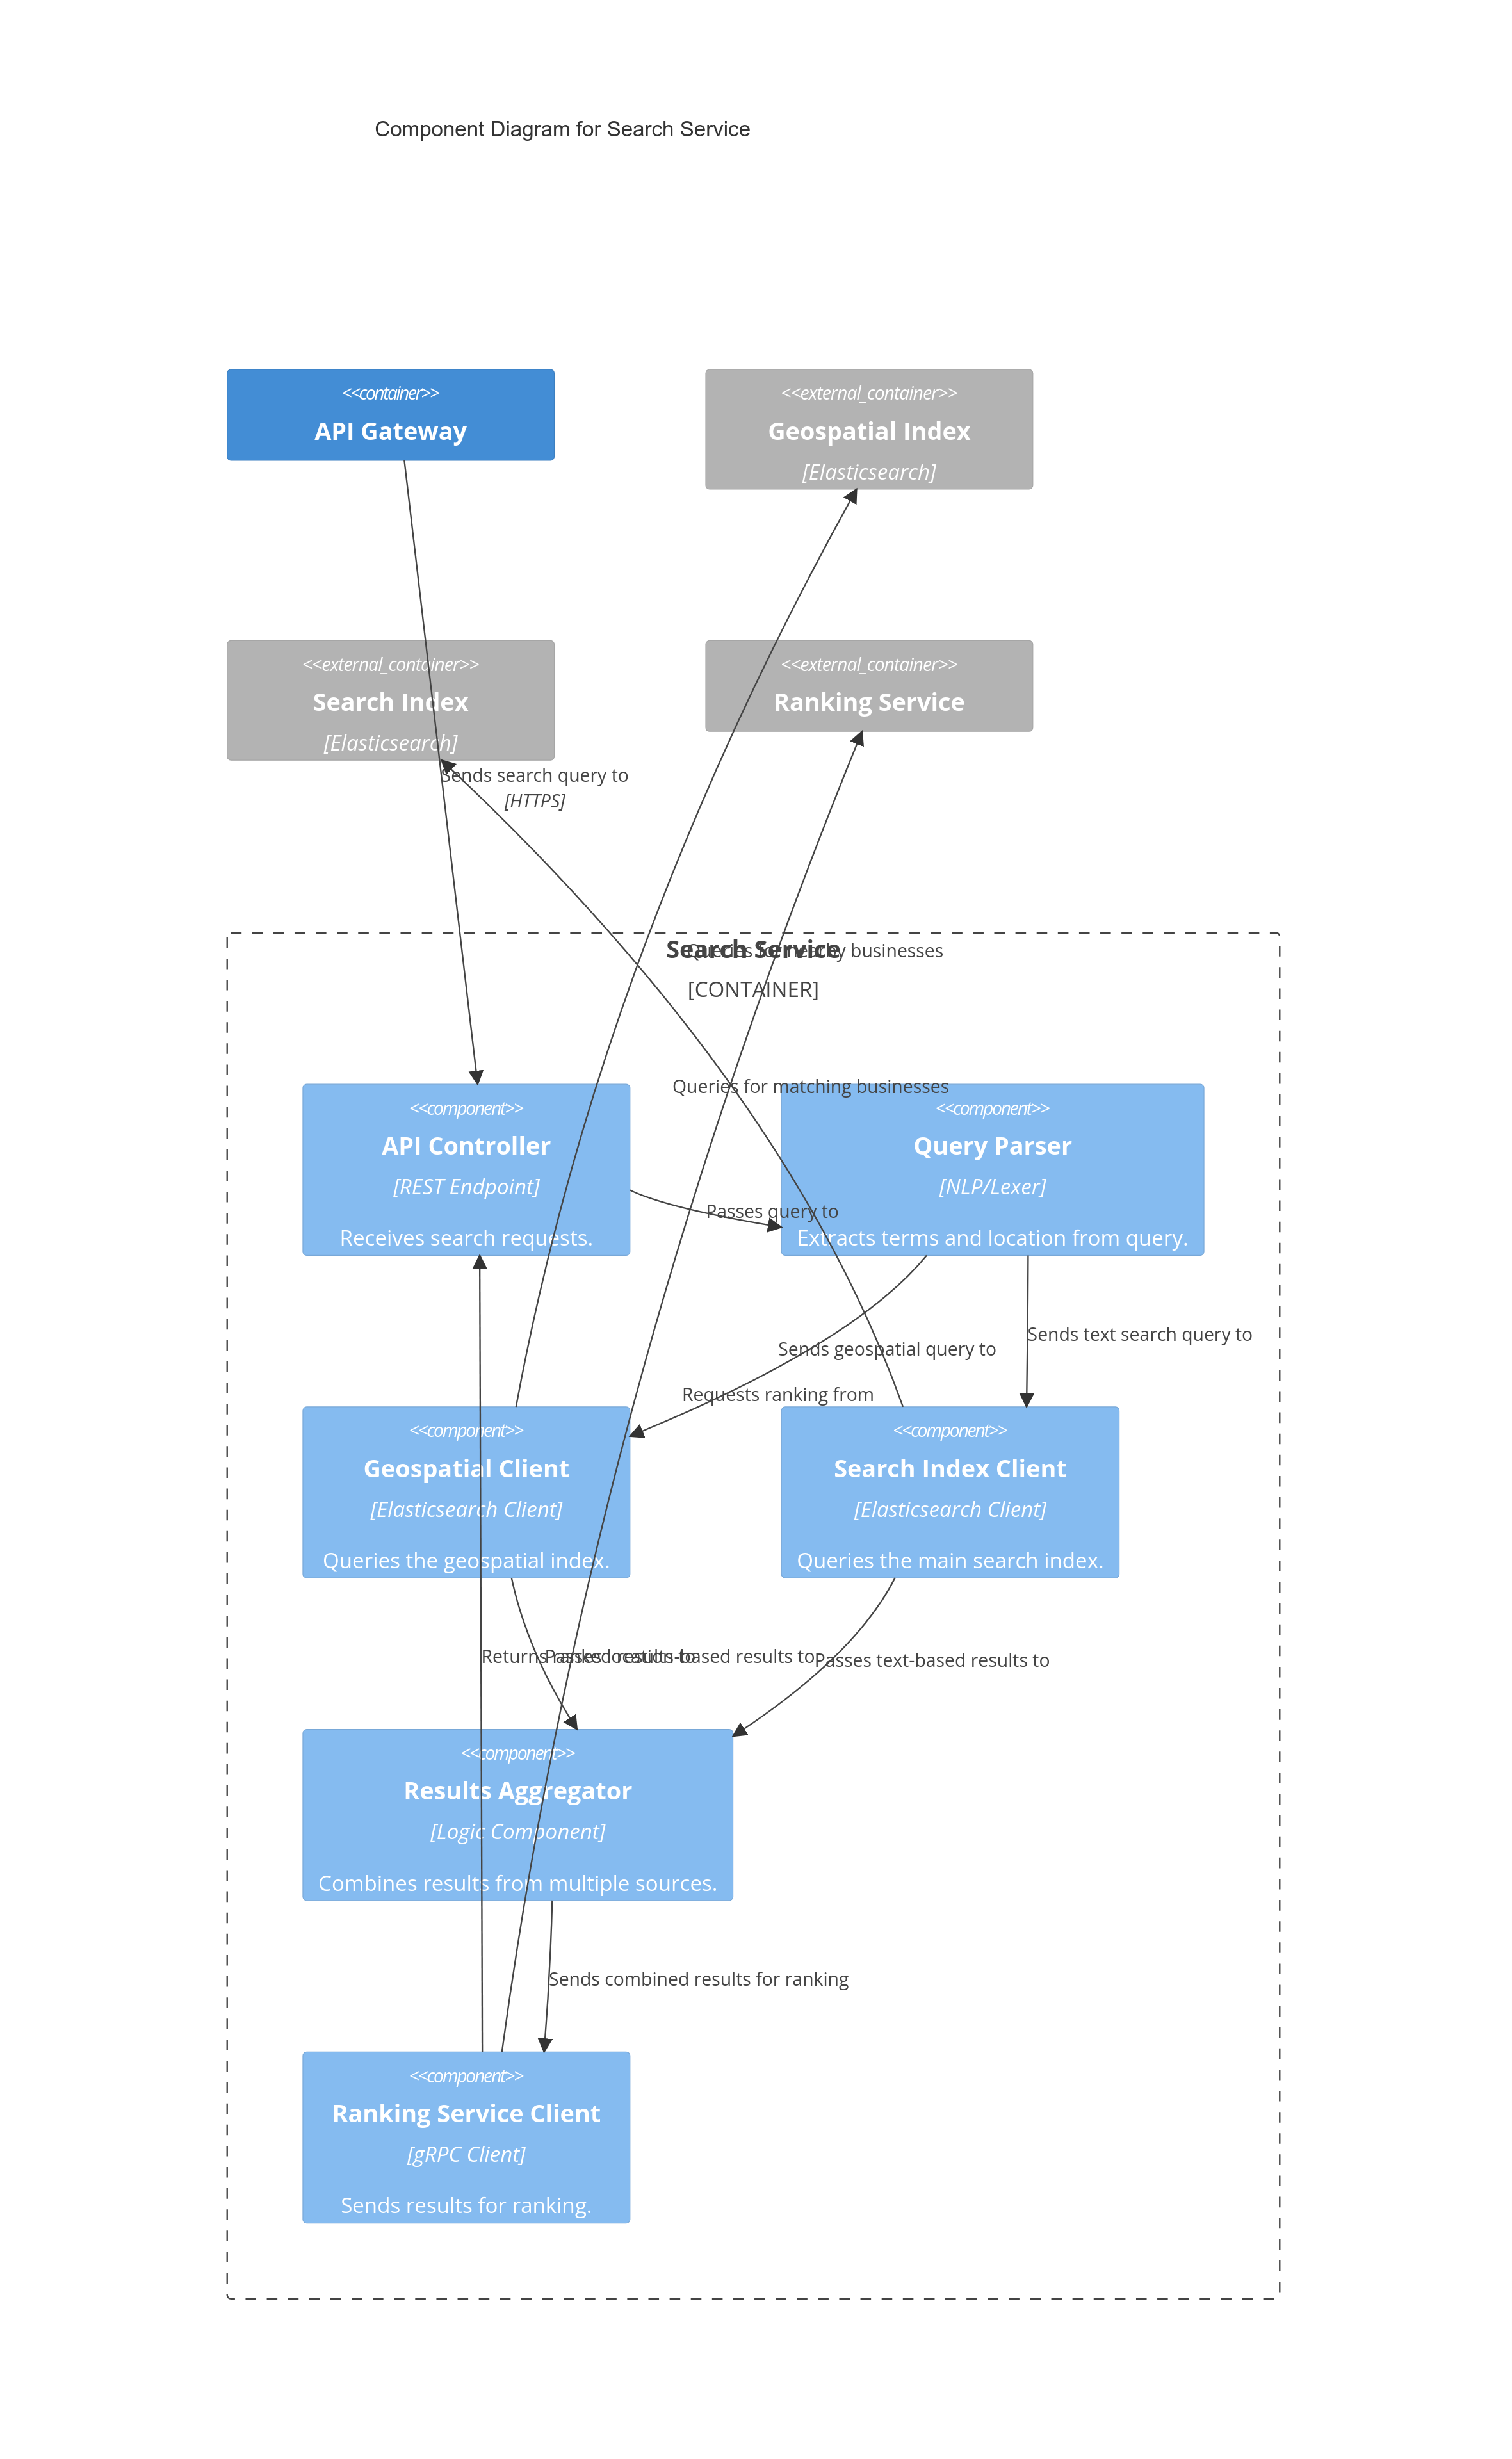 Component Diagram for Search Service
<<container>>
API Gateway
<<external_container>>
Geospatial Index
[Elasticsearch]
<<external_container>>
Search Index
[Elasticsearch]
<<external_container>>
Ranking Service
Sends search query to
[HTTPS]
Search Service
Queries for nearby businesses
[CONTAINER]
Queries for matching businesses
<<component>>
API Controller
[REST Endpoint]
Receives search requests.
<<component>>
Query Parser
[NLP/Lexer]
Extracts terms and location from query.
Passes query to
Sends text search query to
Sends geospatial query to
Requests ranking from
<<component>>
Geospatial Client
[Elasticsearch Client]
Queries the geospatial index.
<<component>>
Search Index Client
[Elasticsearch Client]
Queries the main search index.
Returns ranked results to
Passes location-based results to
Passes text-based results to
<<component>>
Results Aggregator
[Logic Component]
Combines results from multiple sources.
Sends combined results for ranking
<<component>>
Ranking Service Client
[gRPC Client]
Sends results for ranking.